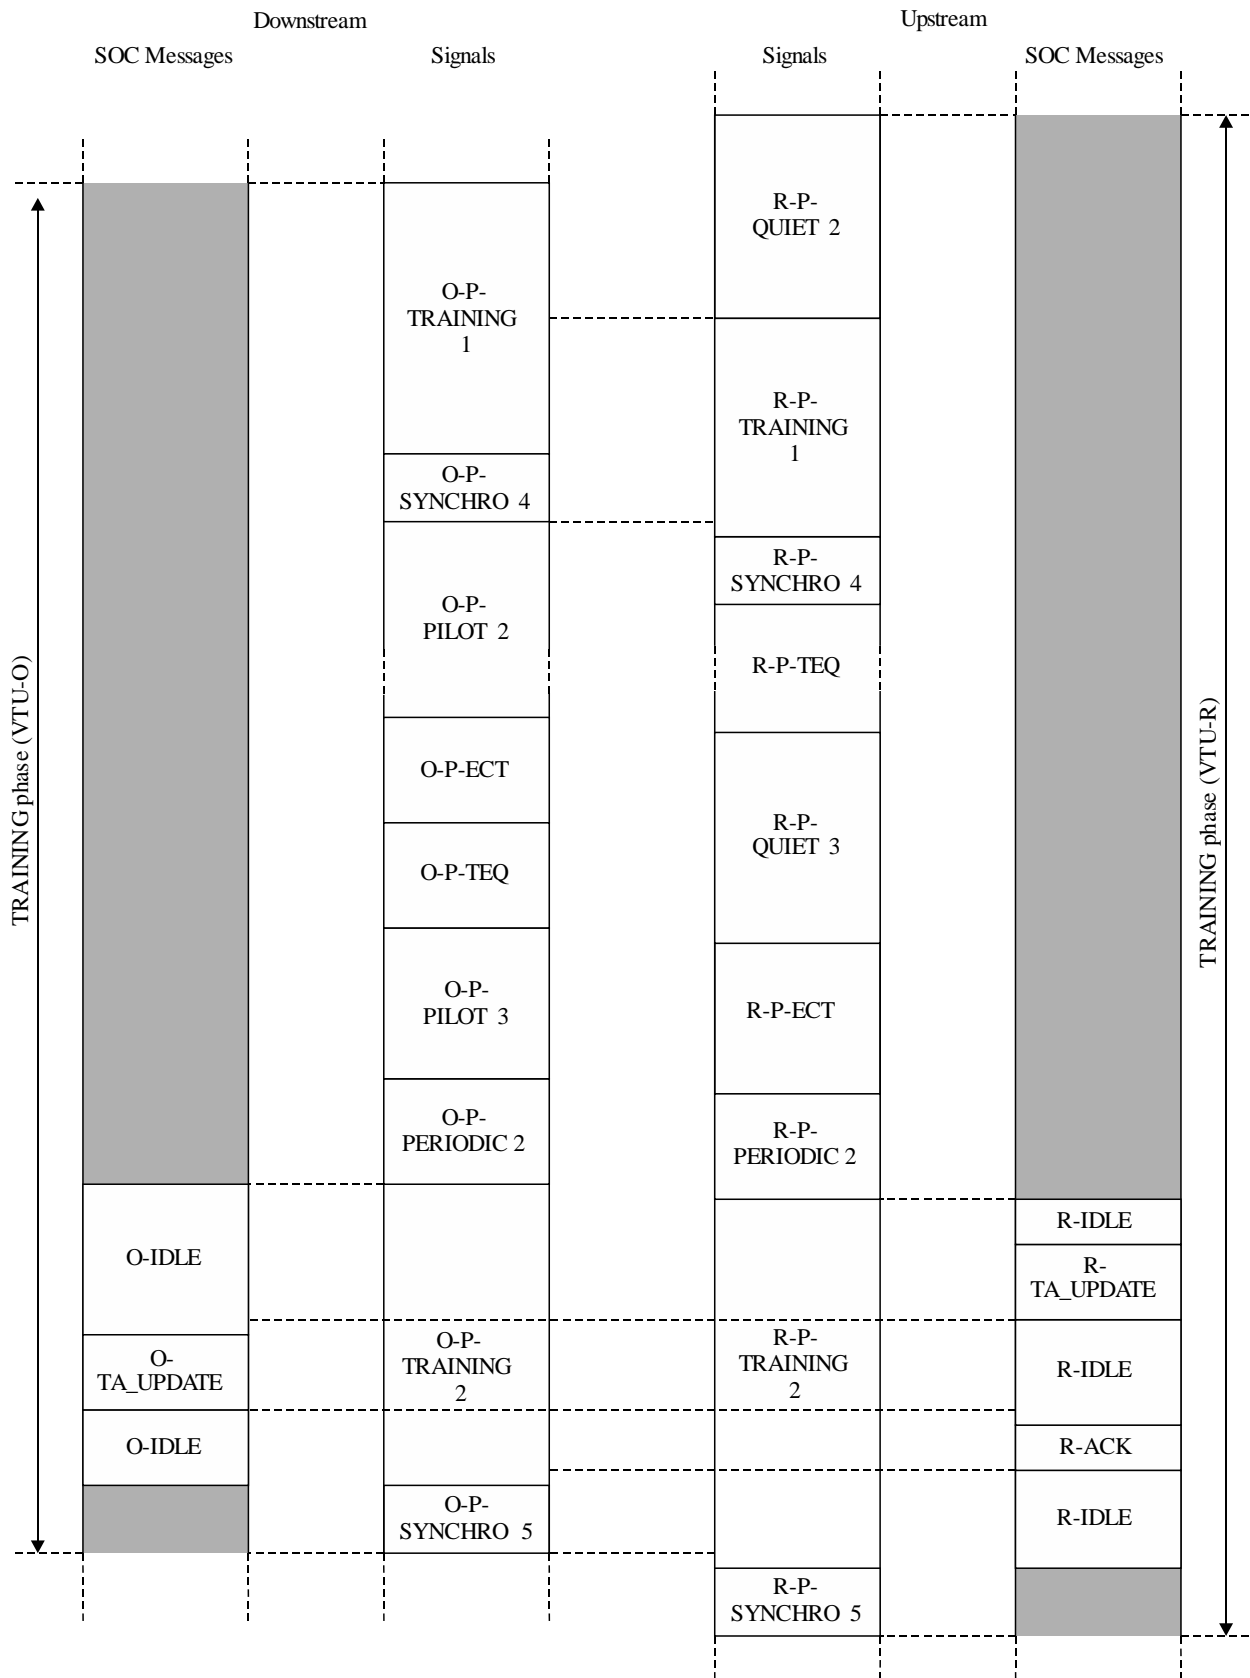 Downstream
Upstream
SOC Messages
Signals
Signals
SOC Messages
TRAINING phase (VTU-O)
O-IDLE
O-
TA_UPDATE
O-IDLE
O-P-
TRAINING
1
O-P-
SYNCHRO 4
O-P-
PILOT 2
O-P-ECT
O-P-TEQ
O-P-
PILOT 3
O-P-
PERIODIC 2
O-P-
TRAINING
2
O-P-
SYNCHRO 5
R-P-
QUIET 2
R-P-
TRAINING
1
R-P-
SYNCHRO 4
R-P-TEQ
R-P-
QUIET 3
R-P-ECT
R-P-
PERIODIC 2
R-P-
TRAINING
2
R-P-
SYNCHRO 5
R-IDLE
R-
TA_UPDATE
R-IDLE
R-ACK
R-IDLE
TRAINING phase (VTU-R)